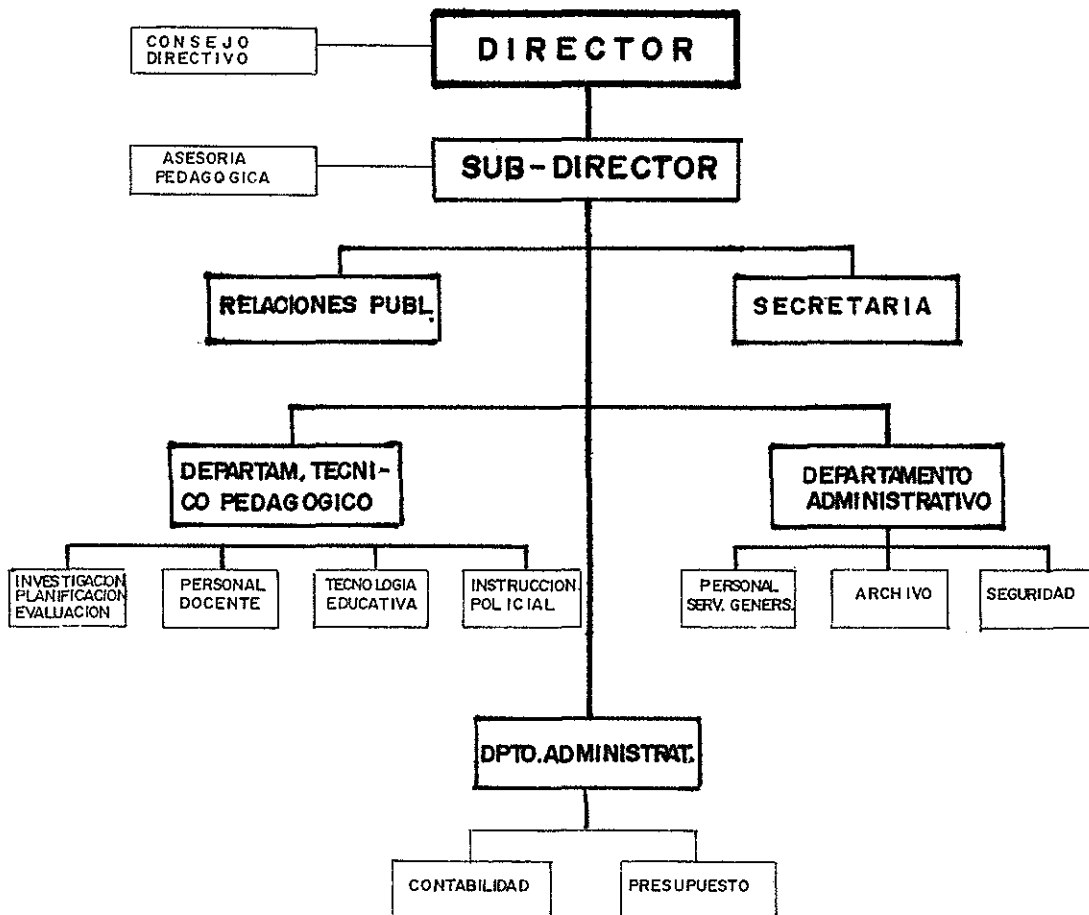 CONSEJO
DIRECTIVO
DIRECTOR
ASESORIA
PEDAGOGICA
SUB-DIRECTOR
RELACIONES PUBL.
SECRETARIA
DEPARTAM. TECNI-
CO PEDAGOGICO
DEPARTAMENTO
ADMINISTRATIVO
INVESTIGACION
PLANIFICACION
EVALUACION
PERSONAL
DOCENTE
TECNOLOGIA
EDUCATIVA
INSTRUCCION
POLICIAL
PERSONAL
SERV. GENERS.
ARCHIVO
SEGURIDAD
DPTO. ADMINISTRAT.
CONTABILIDAD
PRESUPUESTO